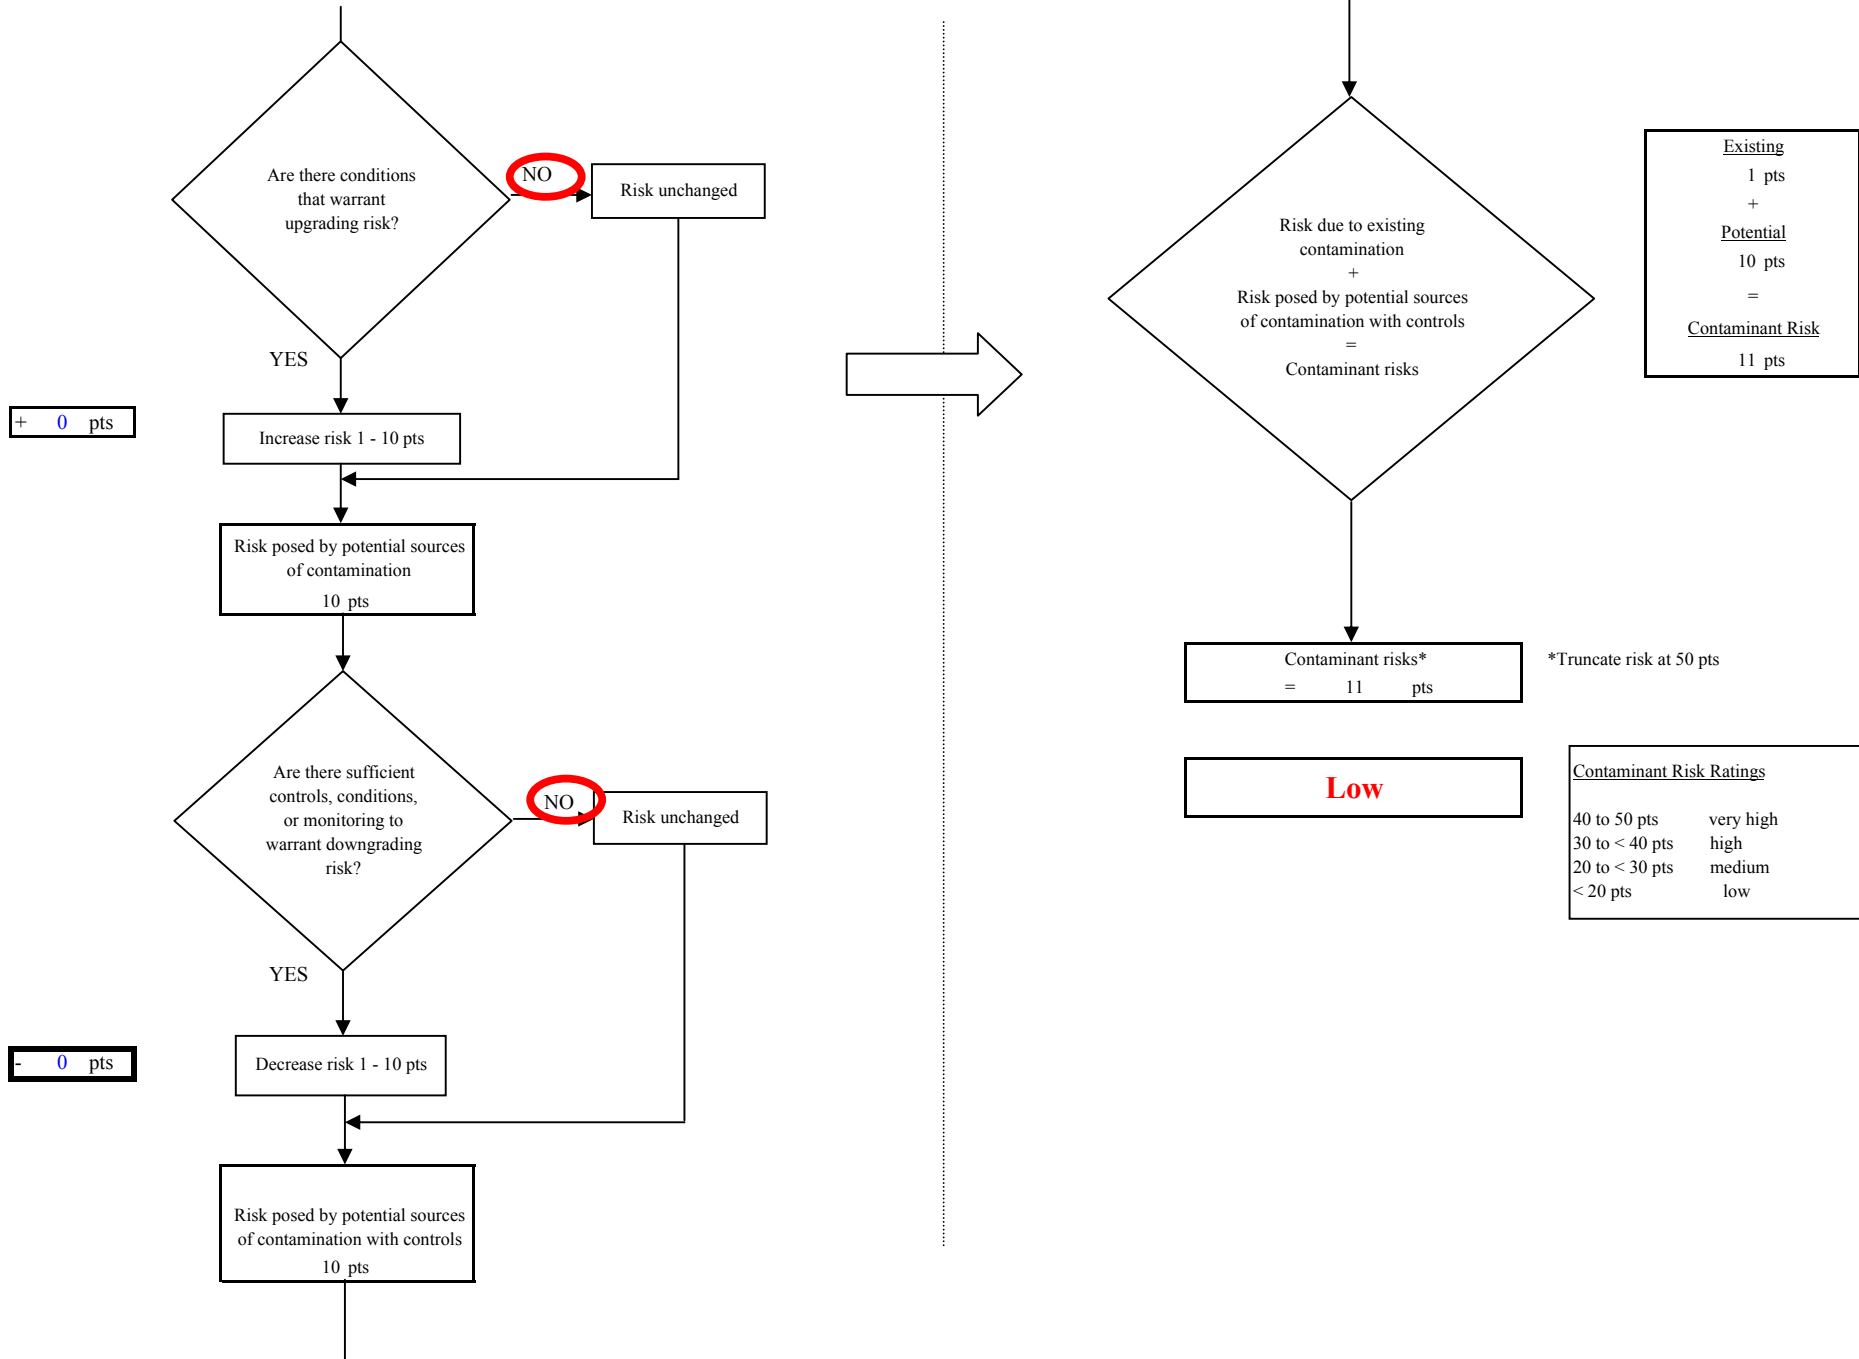 Are there conditions
that warrant
upgrading risk?
NO
Risk unchanged
YES
+ 0 pts
Increase risk 1 - 10 pts
Risk posed by potential sources
of contamination
10 pts
Are there sufficient
controls, conditions,
or monitoring to
warrant downgrading
risk?
NO
Risk unchanged
YES
- 0 pts
Decrease risk 1 - 10 pts
Risk posed by potential sources
of contamination with controls
10 pts
Risk due to existing
contamination
+
Risk posed by potential sources
of contamination with controls
=
Contaminant risks
Existing
1 pts
+
Potential
10 pts
=
Contaminant Risk
11 pts
Contaminant risks*
= 11 pts
*Truncate risk at 50 pts
Low
Contaminant Risk Ratings
40 to 50 pts very high
30 to < 40 pts high
20 to < 30 pts medium
< 20 pts low